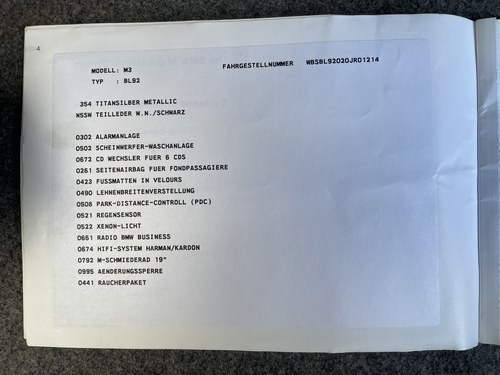 4
MODELL: M3 FAHRGESTELLNUMMER WBSBL92020JR01214
TYP : BL92
354 TITANSILBER METALLIC
N5SW TEILLEDER W.N./SCHWARZ
0302 ALARMANLAGE
0502 SCHEINWERFER-WASCHANLAGE
0672 CD WECHSLER FUER 6 CDS
0261 SEITENAIRBAG FUER FONDPASSAGIERE
0423 FUSSMATTEN IN VELOURS
0490 LEHNENBREITENVERSTELLUNG
0508 PARK-DISTANCE-CONTROLL (PDC)
0521 REGENSENSOR
0522 XENON-LICHT
0661 RADIO BMW BUSINESS
0674 HIFI-SYSTEM HARMAN/KARDON
0792 M-SCHMIEDERAD 19"
0995 AENDERUNGSSPERRE
0441 RAUCHERPAKET